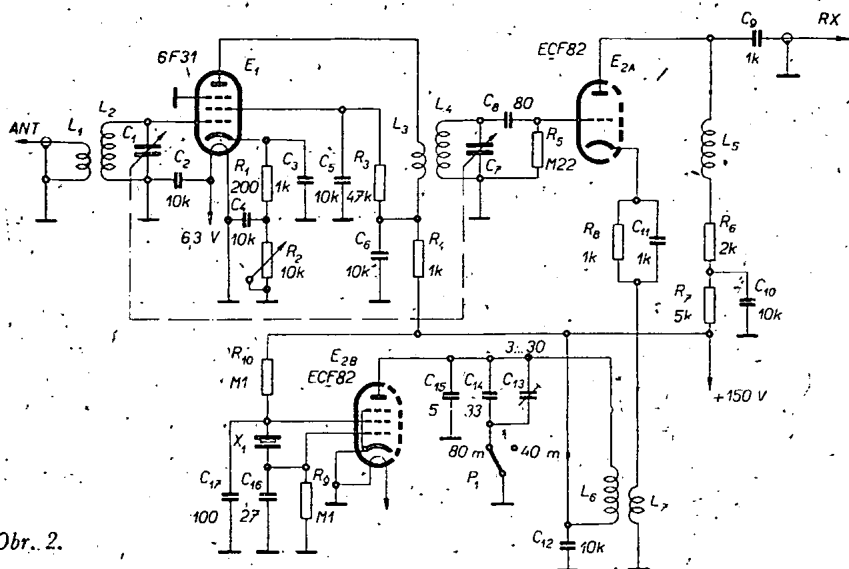 6F31
E1
ANT
L1
L2
C1
C2
10k
6,3 V
R1
200
1k
C4
10k
R2
10k
C3
C5
10k
R3
47k
C6
10k
L3
R4
1k
L4
C7
C8
80
R5
M22
ECF82
E2A
C9
1k
RX
L5
R8
1k
C11
1k
R6
2k
R7
5k
C10
10k
+150 V
R10
M1
X1
C17
100
C16
27
R9
M1
E2B
ECF82
C15
5
C14
33
3..30
C13
80 m
40 m
P1
L6
L7
C12
10k
Obr. 2.